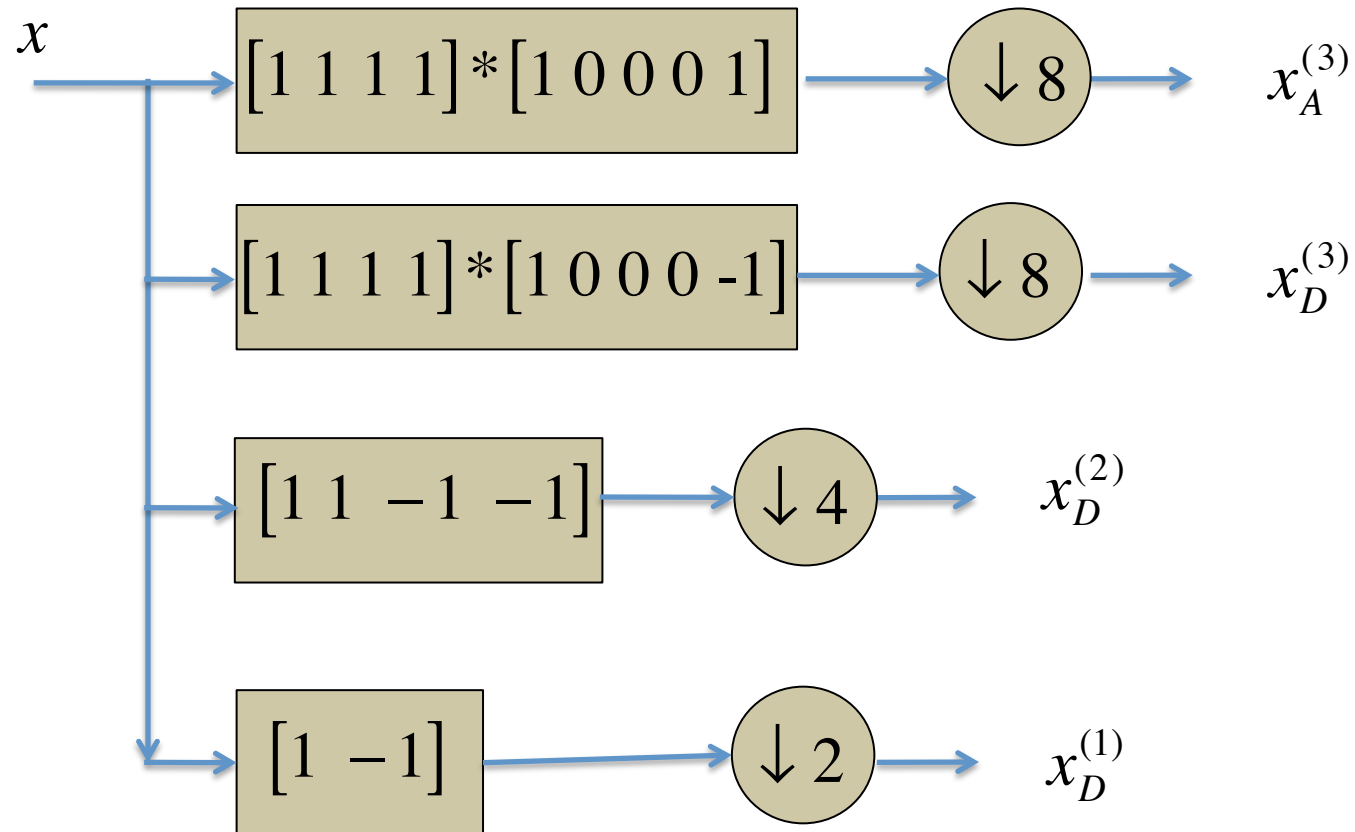 x
[1 1 1 1]*[1 0 0 0 1] ↓8 x_A^(3)
[1 1 1 1]*[1 0 0 0 -1] ↓8 x_D^(3)
[1 1 −1 −1] ↓4 x_D^(2)
[1 −1] ↓2 x_D^(1)